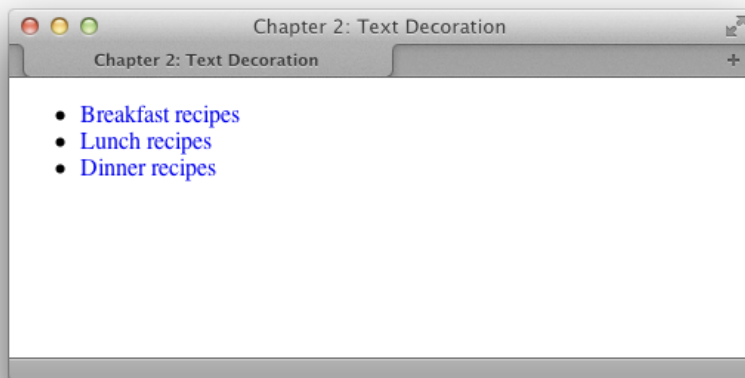 Chapter 2: Text Decoration
Chapter 2: Text Decoration
Breakfast recipes
Lunch recipes
Dinner recipes